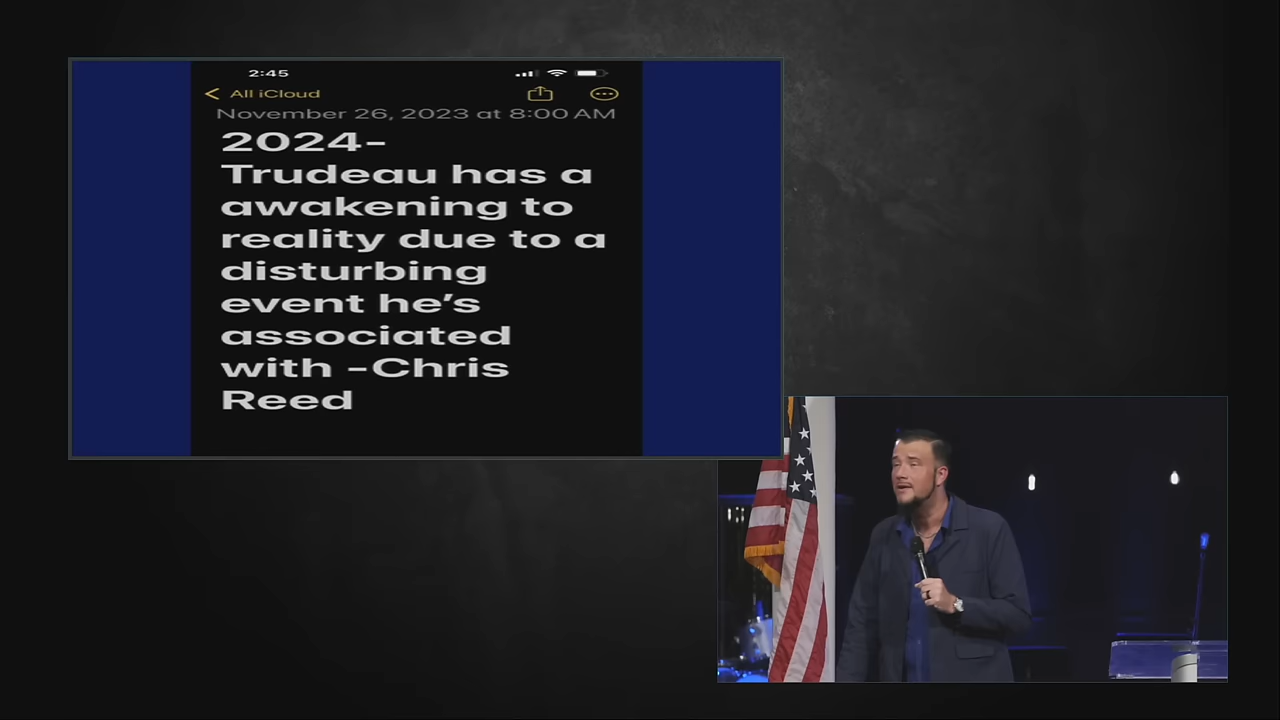 2:45
All iCloud
November 26, 2023 at 8:00 AM
2024-
Trudeau has a
awakening to
reality due to a
disturbing
event he's
associated
with -Chris
Reed